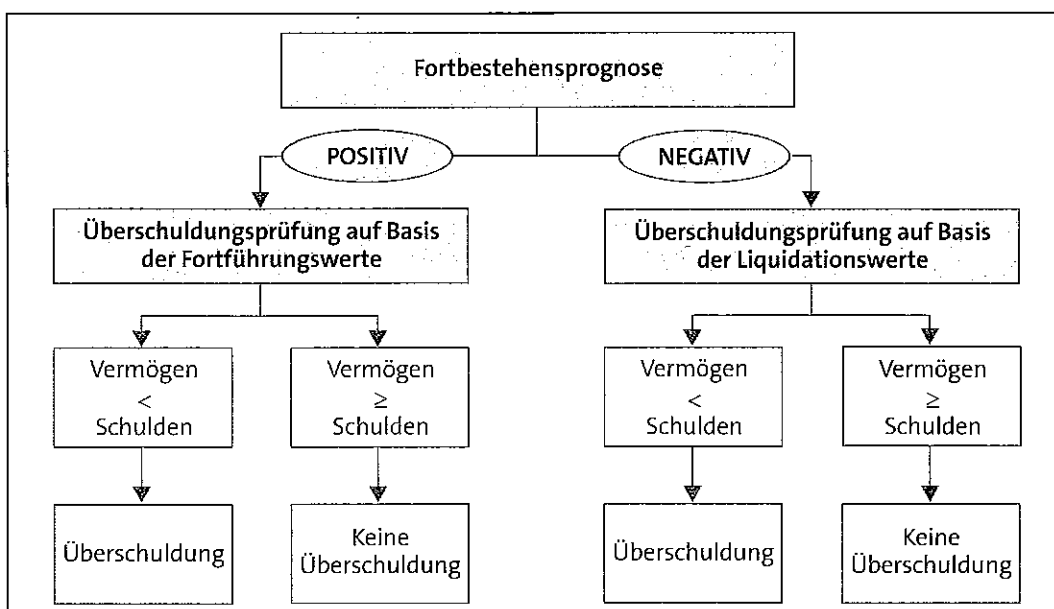 Fortbestehensprognose
POSITIV
NEGATIV
Überschuldungsprüfung auf Basis
der Fortführungswerte
Überschuldungsprüfung auf Basis
der Liquidationswerte
Vermögen
<
Schulden
Vermögen
≥
Schulden
Vermögen
<
Schulden
Vermögen
≥
Schulden
Überschuldung
Keine
Überschuldung
Überschuldung
Keine
Überschuldung